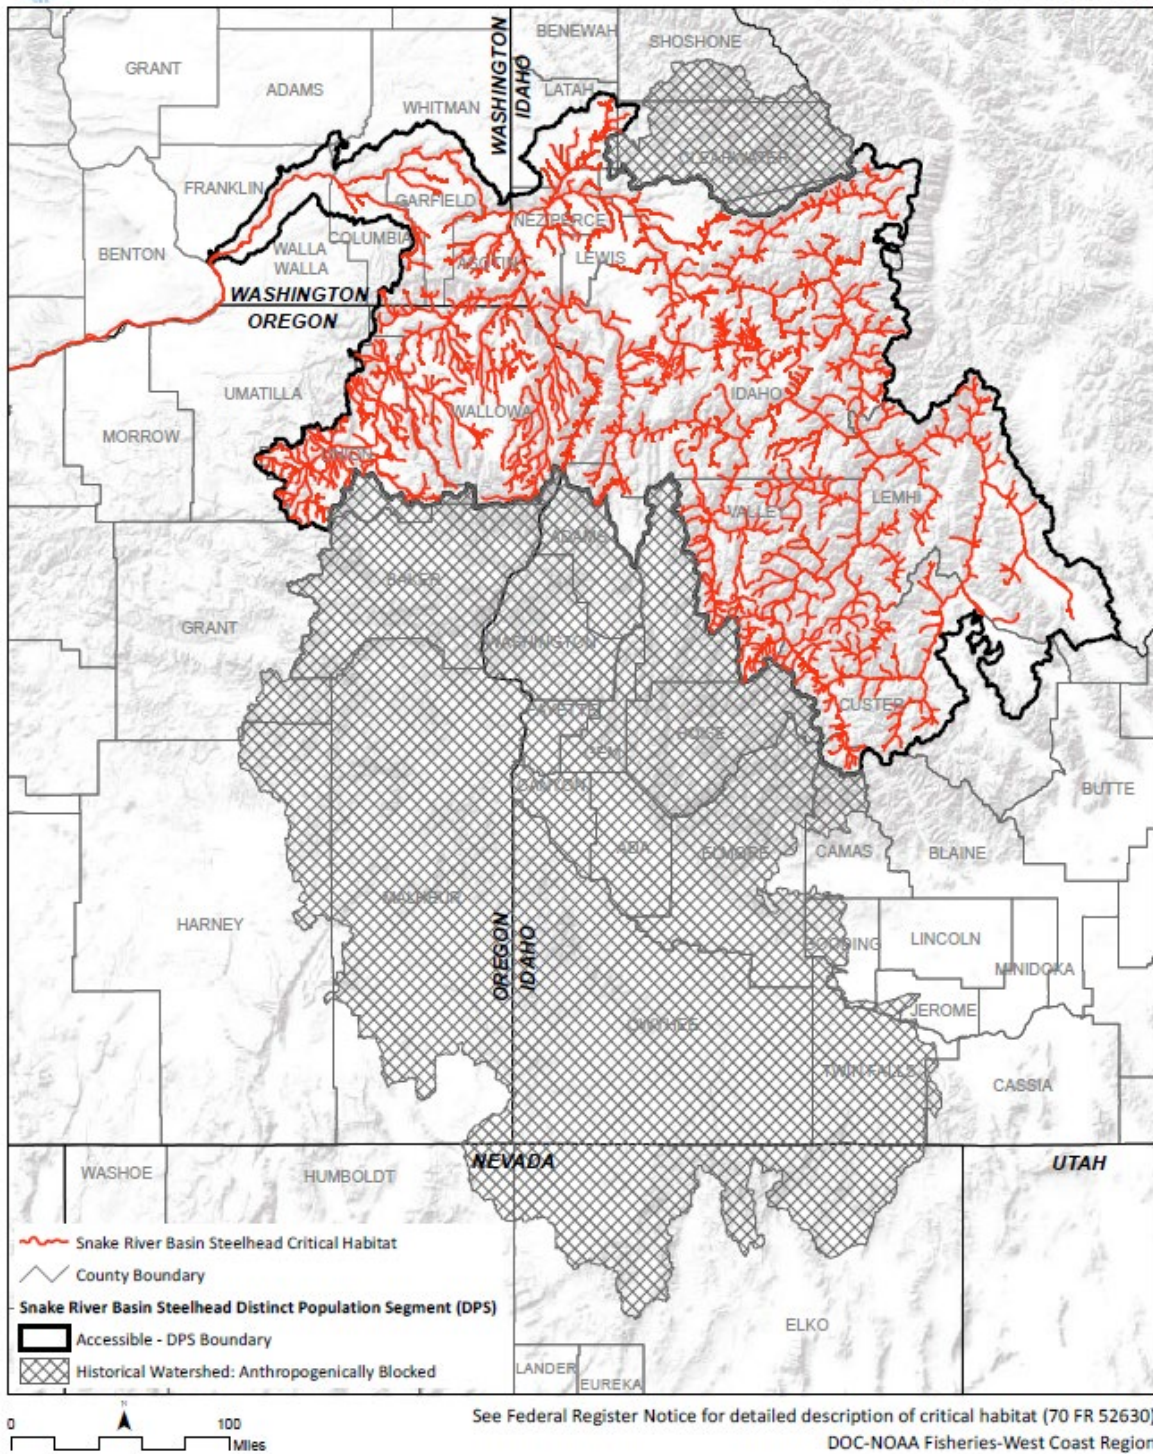 BENEWAH
SHOSHONE
GRANT
ADAMS
WHITMAN
WASHINGTON
IDAHO
LATAH
CLEARWATER
FRANKLIN
GARFIELD
NEZ PERCE
COLUMBIA
BENTON
WALLA
WALLA
ASOTIN
LEWIS
WASHINGTON
OREGON
UMATILLA
WALLOWA
IDAHO
MORROW
UNION
LEMHI
VALLEY
ADAMS
BAKER
GRANT
WASHINGTON
CUSTER
PAYETTE
GEM
BOISE
CANYON
BUTTE
ADA
ELMORE
CAMAS
BLAINE
MALHEUR
HARNEY
OREGON
IDAHO
GOODING
LINCOLN
MINIDOKA
JEROME
OWYHEE
TWIN FALLS
CASSIA
NEVADA
UTAH
WASHOE
HUMBOLDT
Snake River Basin Steelhead Critical Habitat
County Boundary
Snake River Basin Steelhead Distinct Population Segment (DPS)
Accessible - DPS Boundary
Historical Watershed: Anthropogenically Blocked
ELKO
LANDER
EUREKA
N
0 100
Miles
See Federal Register Notice for detailed description of critical habitat (70 FR 52630)
DOC-NOAA Fisheries-West Coast Region